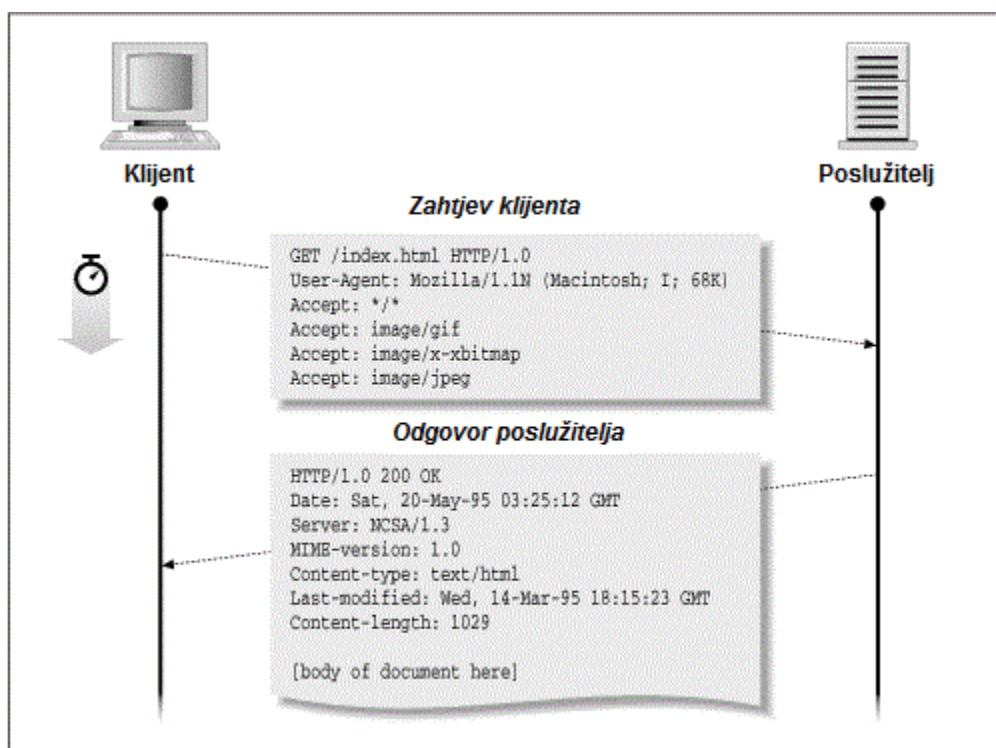 Klijent
Poslužitelj
Zahtjev klijenta
GET /index.html HTTP/1.0
User-Agent: Mozilla/1.1N (Macintosh; I; 68K)
Accept: */*
Accept: image/gif
Accept: image/x-xbitmap
Accept: image/jpeg
Odgovor poslužitelja
HTTP/1.0 200 OK
Date: Sat, 20-May-95 03:25:12 GMT
Server: NCSA/1.3
MIME-version: 1.0
Content-type: text/html
Last-modified: Wed, 14-Mar-95 18:15:23 GMT
Content-length: 1029
[body of document here]